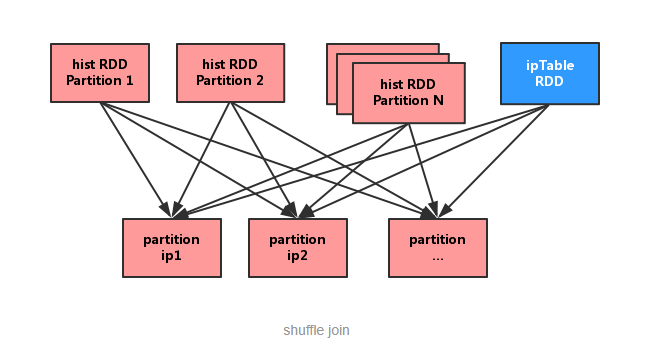 hist RDD
Partition 1
hist RDD
Partition 2
hist RDD
Partition N
ipTable
RDD
partition
ip1
partition
ip2
partition
...
shuffle join